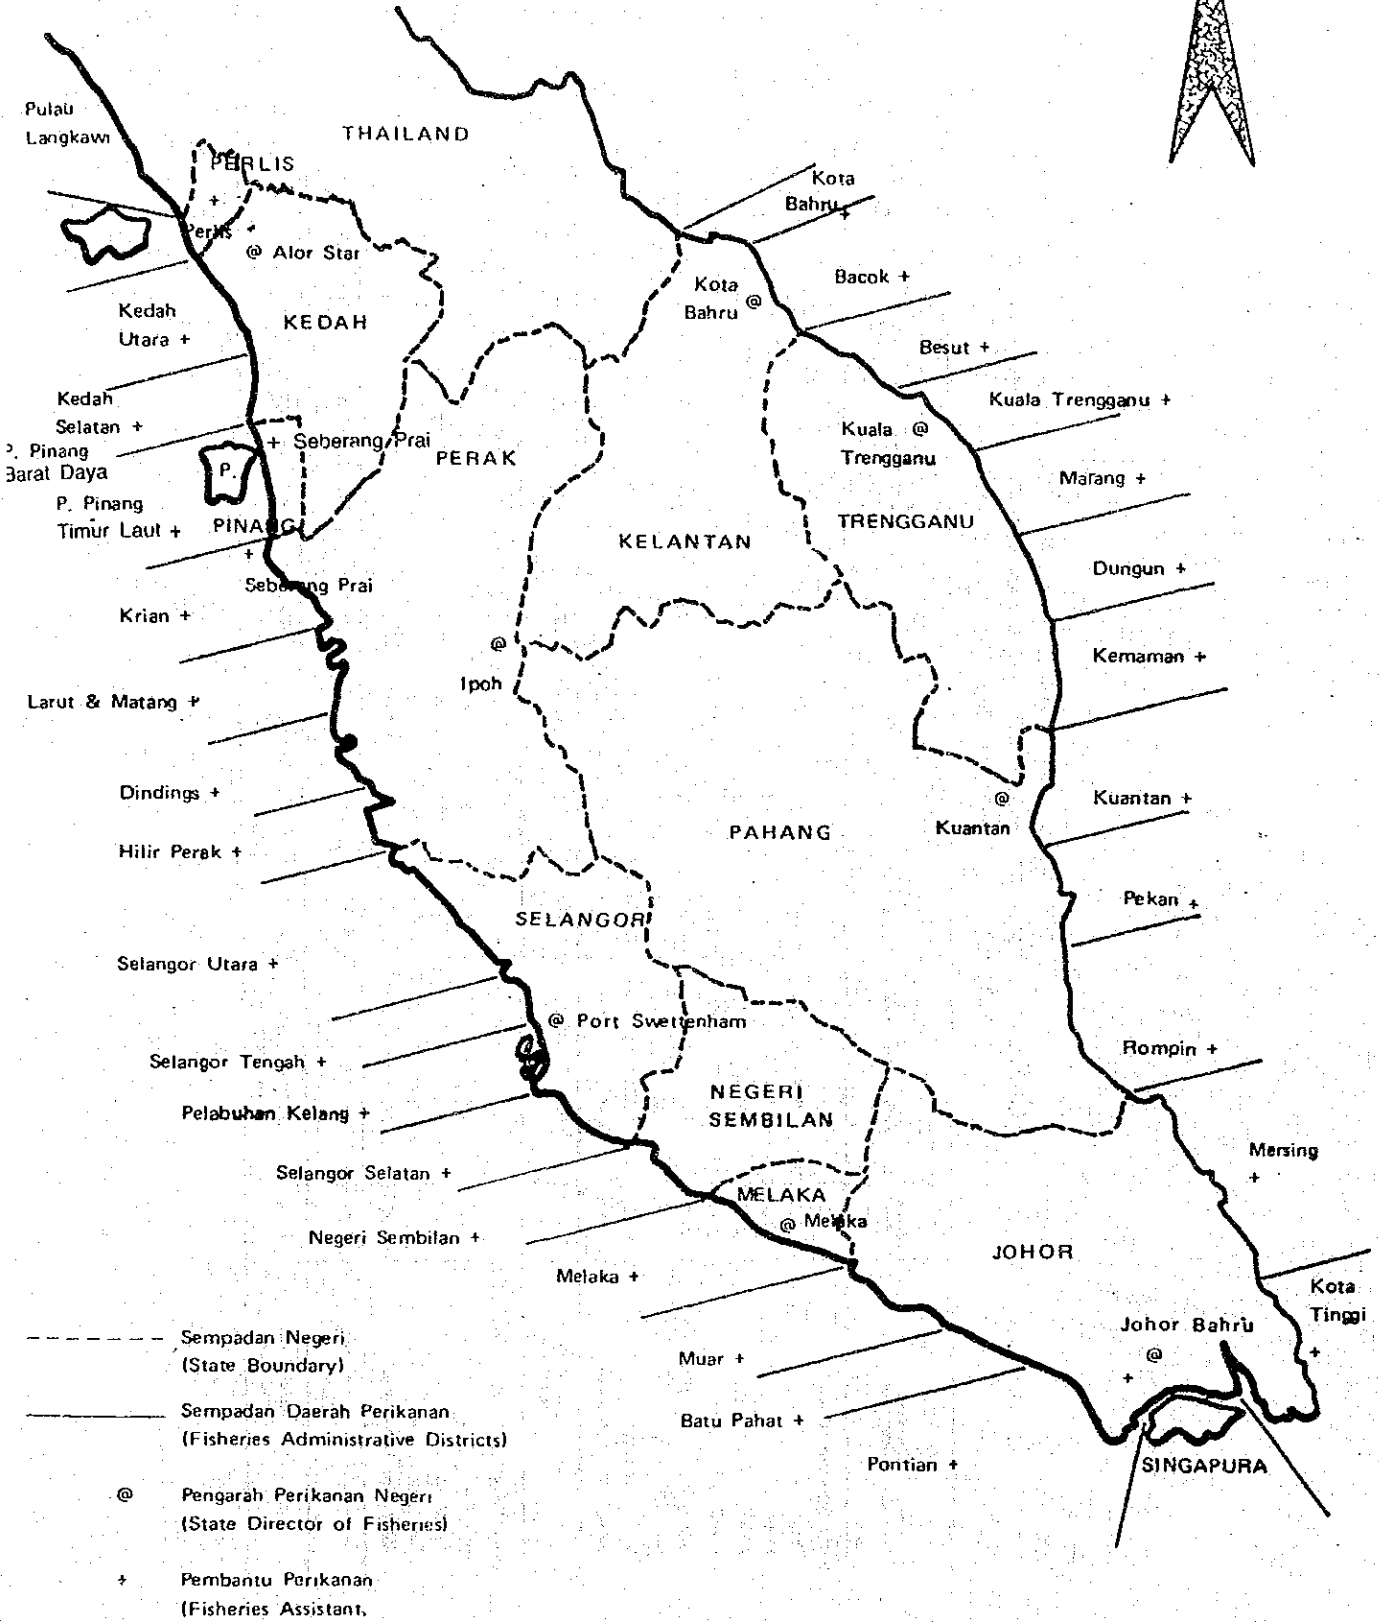 Pulau
Langkawi
THAILAND
PERLIS
+
Perlis
@ Alor Star
Kedah
Utara +
KEDAH
Kedah
Selatan +
P. Pinang
Barat Daya
P. Pinang
Timur Laut +
P.
PINANG
+ Seberang Prai
+
Seberang Prai
PERAK
Krian +
Larut & Matang +
Dindings +
Hilir Perak +
@
Ipoh
Kota
Bahru +
Kota
Bahru @
Bacok +
Besut +
Kuala Trengganu +
Kuala @
Trengganu
Marang +
TRENGGANU
KELANTAN
Dungun +
Kemaman +
@
Kuantan
Kuantan +
PAHANG
Pekan +
SELANGOR
Selangor Utara +
@ Port Swettenham
Selangor Tengah +
Pelabuhan Kelang +
Selangor Selatan +
Rompin +
NEGERI
SEMBILAN
Negeri Sembilan +
MELAKA
@ Melaka
Melaka +
Mersing
+
JOHOR
Kota
Tinggi
+
Johor Bahru
@
+
Muar +
Batu Pahat +
Pontian +
SINGAPURA
Sempadan Negeri
(State Boundary)
Sempadan Daerah Perikanan
(Fisheries Administrative Districts)
@ Pengarah Perikanan Negeri
(State Director of Fisheries)
+ Pembantu Perikanan
(Fisheries Assistant,